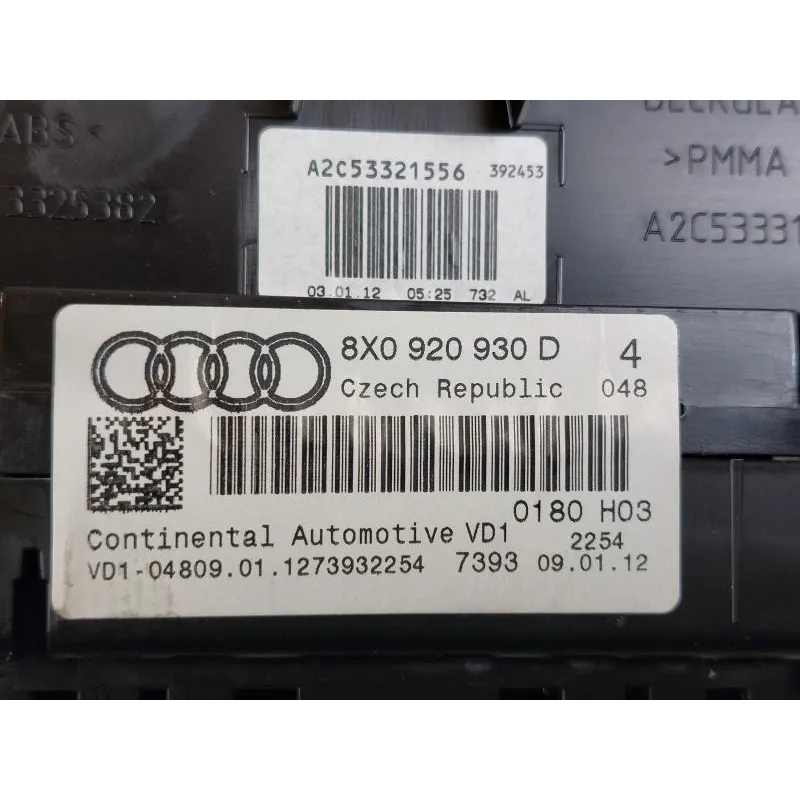 ABS <
3325382
A2C53321556 392453
03.01.12 05:25 732 AL
>PMMA
A2C53331
8X0 920 930 D 4
Czech Republic 048
0180 H03
Continental Automotive VD1 2254
VD1-04809.01.1273932254 7393 09.01.12